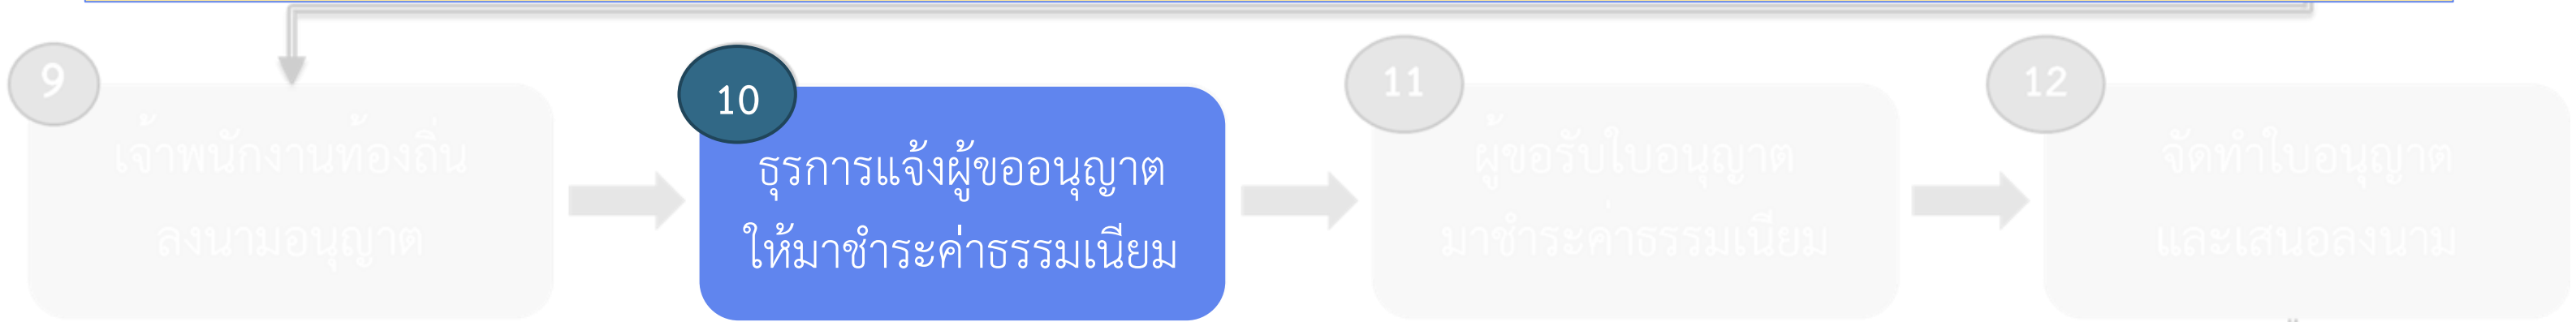 9
เจ้าพนักงานท้องถิ่น
ลงนามอนุญาต
10
ธุรการแจ้งผู้ขออนุญาต
ให้มาชำระค่าธรรมเนียม
11
ผู้ขอรับใบอนุญาต
มาชำระค่าธรรมเนียม
12
จัดทำใบอนุญาต
และเสนอลงนาม